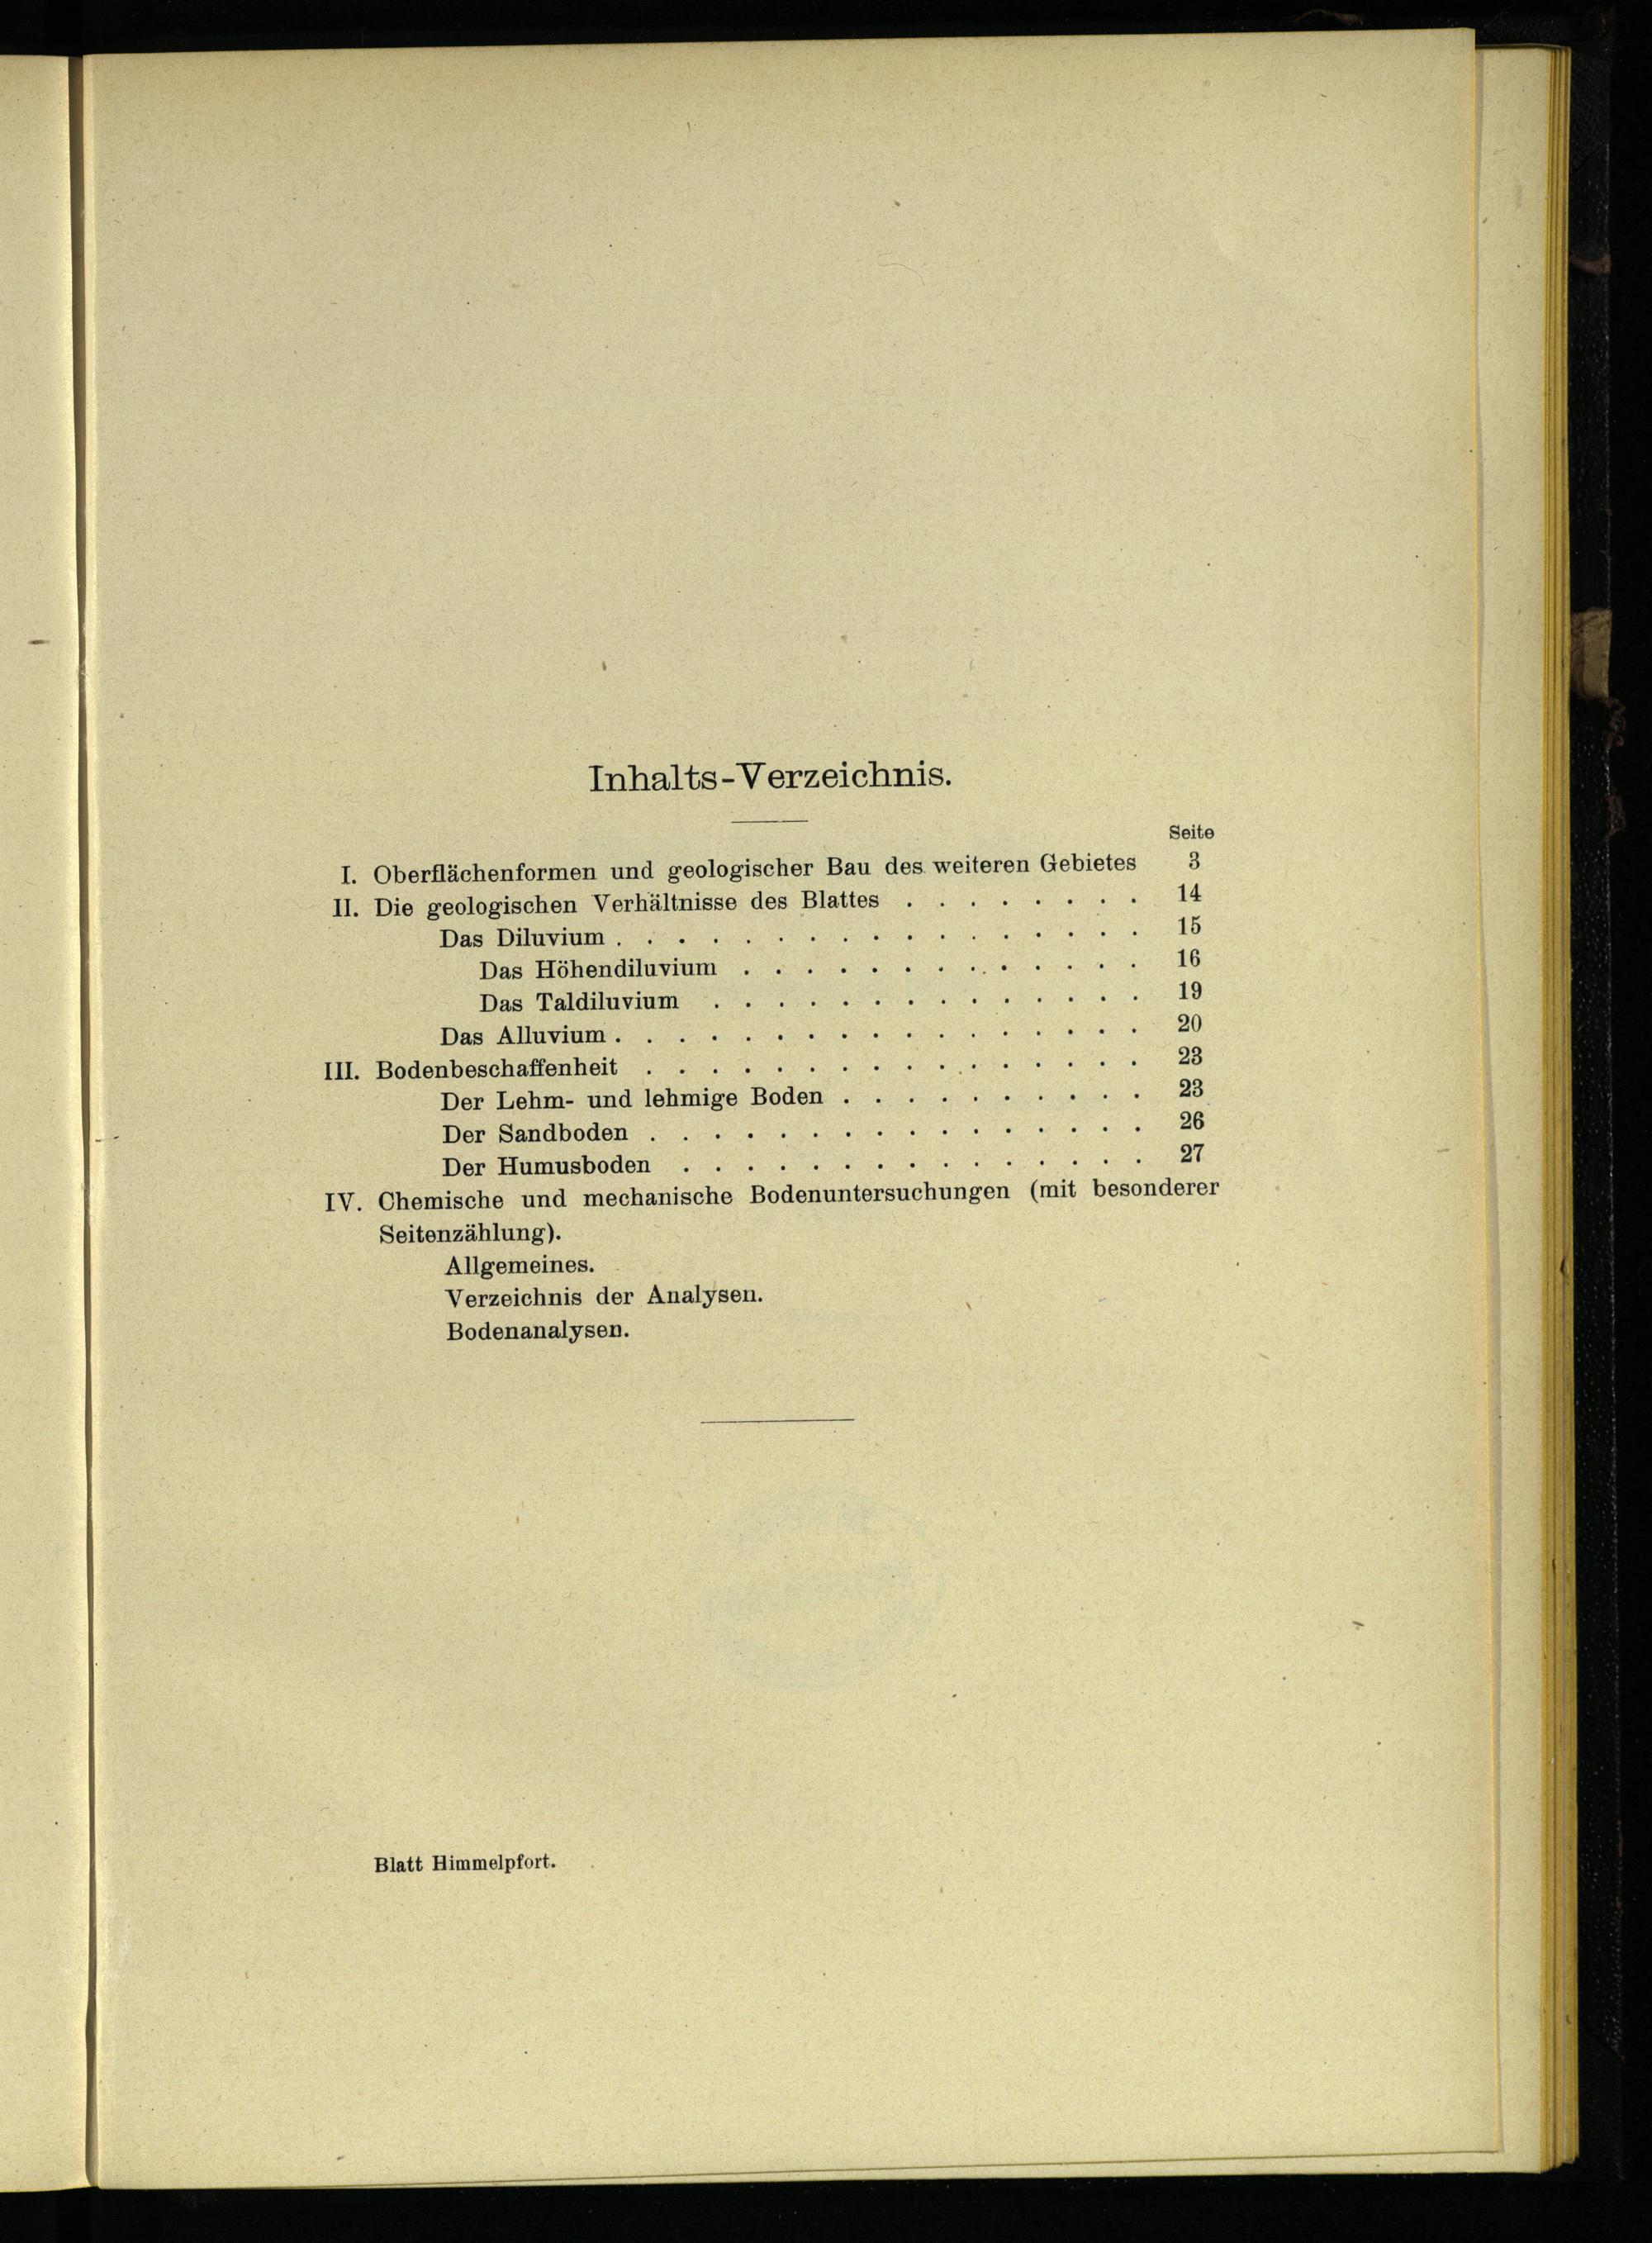 Inhalts-Verzeichnis.
Seite
I. Oberflächenformen und geologischer Bau des weiteren Gebietes 3
II. Die geologischen Verhältnisse des Blattes . . . . . . . . 14
Das Diluvium . . . . . . . . . . . . . . . . . 15
Das Höhendiluvium . . . . . . . . . . . . . 16
Das Taldiluvium . . . . . . . . . . . . . . 19
Das Alluvium . . . . . . . . . . . . . . . . . 20
III. Bodenbeschaffenheit . . . . . . . . . . . . . . . . 23
Der Lehm- und lehmige Boden . . . . . . . . . . 23
Der Sandboden . . . . . . . . . . . . . . . . 26
Der Humusboden . . . . . . . . . . . . . . . 27
IV. Chemische und mechanische Bodenuntersuchungen (mit besonderer
Seitenzählung).
Allgemeines.
Verzeichnis der Analysen.
Bodenanalysen.
Blatt Himmelpfort.